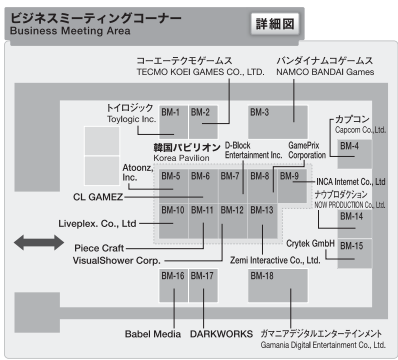 ビジネスミーティングコーナー
Business Meeting Area
詳細図
コーエーテクモゲームス
TECMO KOEI GAMES CO., LTD.
バンダイナムコゲームス
NAMCO BANDAI Games
トイロジック
Toylogic Inc.
BM-1
BM-2
BM-3
カプコン
Capcom Co.,Ltd.
BM-4
韓国パビリオン
Korea Pavilion
D-Block
Entertainment Inc.
GamePrix
Corporation
Atoonz,
Inc.
BM-5
BM-6
BM-7
BM-8
BM-9
INCA Internet Co., Ltd
CL GAMEZ
ナウプロダクション
NOW PRODUCTION Co., Ltd.
Liveplex. Co., Ltd
BM-10
BM-11
BM-12
BM-13
BM-14
Piece Craft
Crytek GmbH
BM-15
VisualShower Corp.
Zemi Interactive Co., Ltd.
BM-16
BM-17
BM-18
Babel Media
DARKWORKS
ガマニアデジタルエンターテインメント
Gamania Digital Entertainment Co., Ltd.